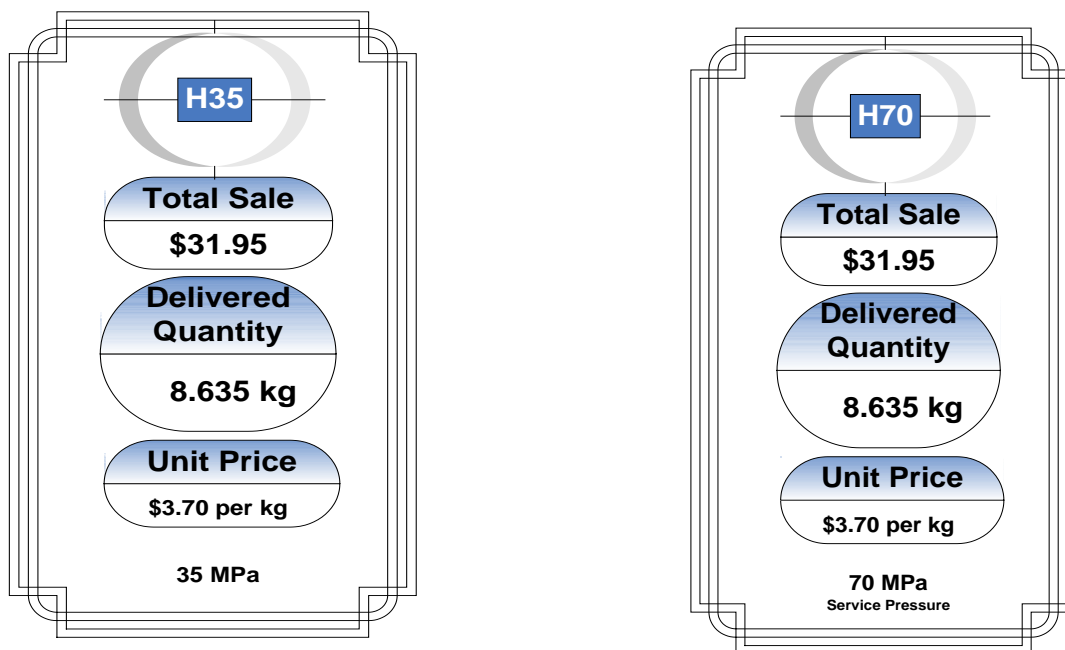 H35
Total Sale
$31.95
Delivered
Quantity
8.635 kg
Unit Price
$3.70 per kg
35 MPa
H70
Total Sale
$31.95
Delivered
Quantity
8.635 kg
Unit Price
$3.70 per kg
70 MPa
Service Pressure